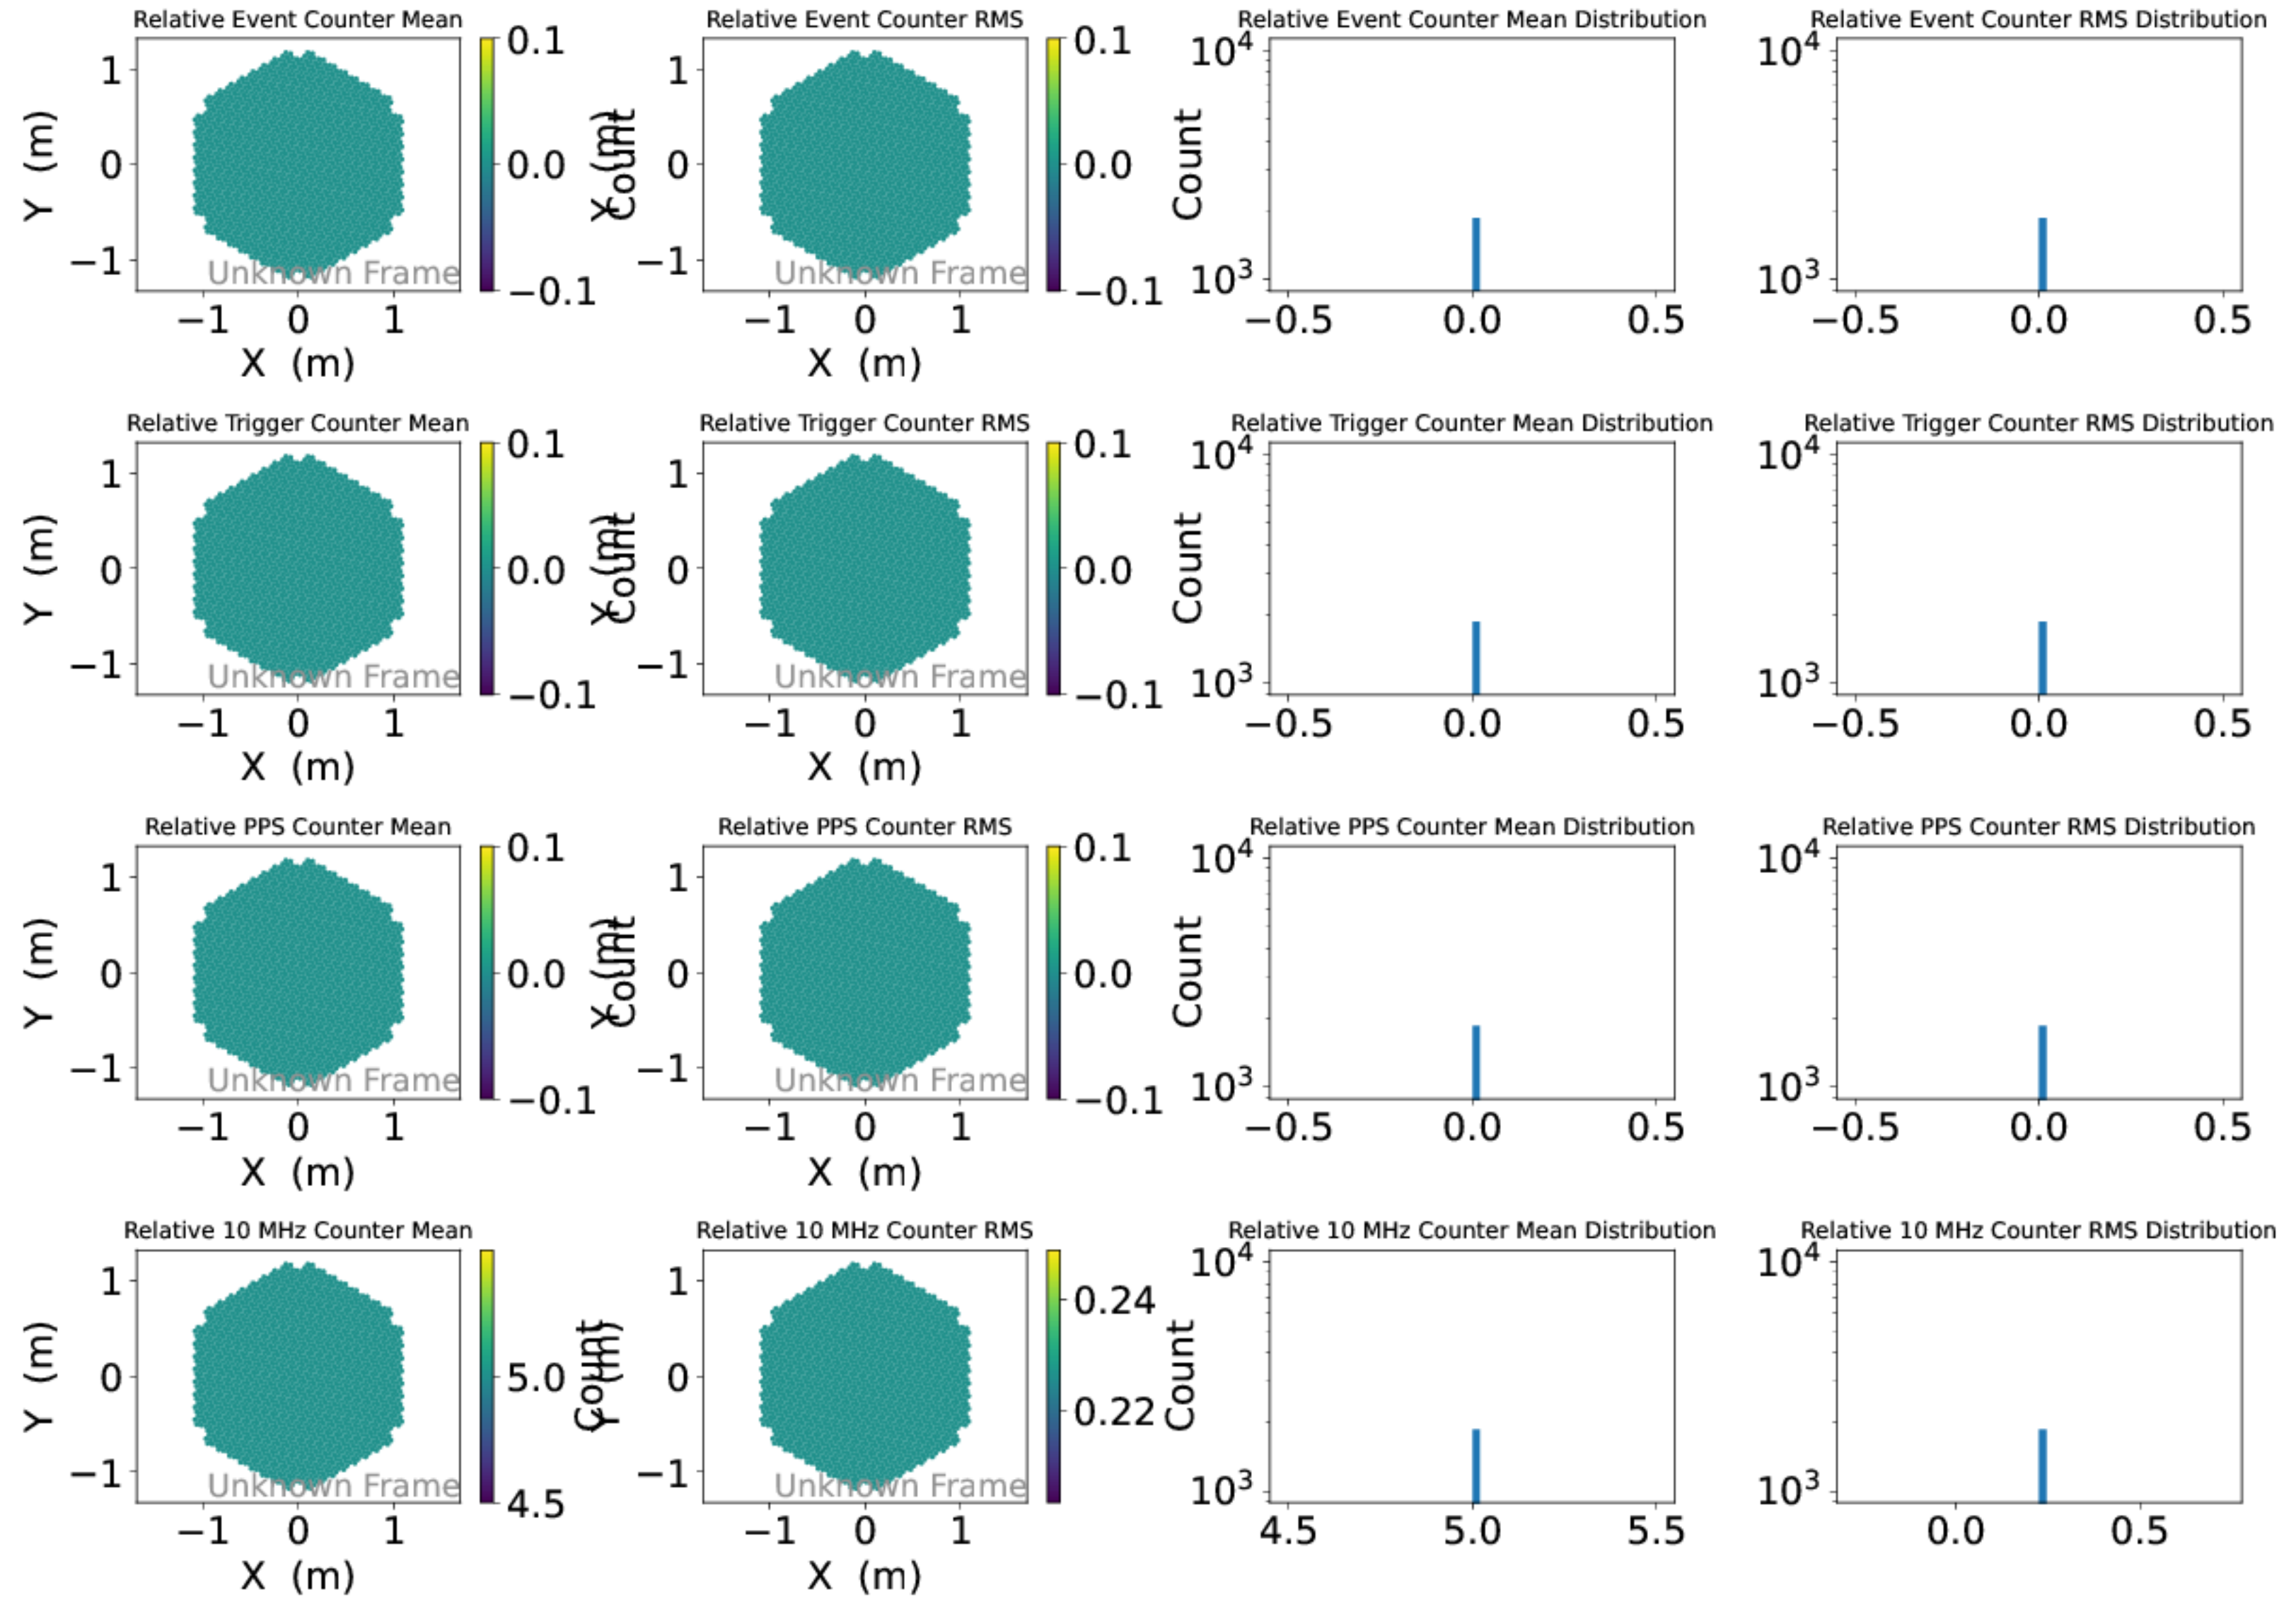 Relative Event Counter Mean
Relative Event Counter RMS
Relative Event Counter Mean Distribution
Relative Event Counter RMS Distribution
Y (m)
1
0
−1
Unknown Frame
−1 0 1
X (m)
0.1
0.0
−0.1
Count
Y (m)
1
0
−1
Unknown Frame
−1 0 1
X (m)
0.1
0.0
−0.1
Count
10⁴
10³
−0.5 0.0 0.5
10⁴
10³
−0.5 0.0 0.5
Relative Trigger Counter Mean
Relative Trigger Counter RMS
Relative Trigger Counter Mean Distribution
Relative Trigger Counter RMS Distribution
Y (m)
1
0
−1
Unknown Frame
−1 0 1
X (m)
0.1
0.0
−0.1
Count
Y (m)
1
0
−1
Unknown Frame
−1 0 1
X (m)
0.1
0.0
−0.1
Count
10⁴
10³
−0.5 0.0 0.5
10⁴
10³
−0.5 0.0 0.5
Relative PPS Counter Mean
Relative PPS Counter RMS
Relative PPS Counter Mean Distribution
Relative PPS Counter RMS Distribution
Y (m)
1
0
−1
Unknown Frame
−1 0 1
X (m)
0.1
0.0
−0.1
Count
Y (m)
1
0
−1
Unknown Frame
−1 0 1
X (m)
0.1
0.0
−0.1
Count
10⁴
10³
−0.5 0.0 0.5
10⁴
10³
−0.5 0.0 0.5
Relative 10 MHz Counter Mean
Relative 10 MHz Counter RMS
Relative 10 MHz Counter Mean Distribution
Relative 10 MHz Counter RMS Distribution
Y (m)
1
0
−1
Unknown Frame
−1 0 1
X (m)
5.0
4.5
Count
Y (m)
1
0
−1
Unknown Frame
−1 0 1
X (m)
0.24
0.22
Count
10⁴
10³
4.5 5.0 5.5
10⁴
10³
0.0 0.5